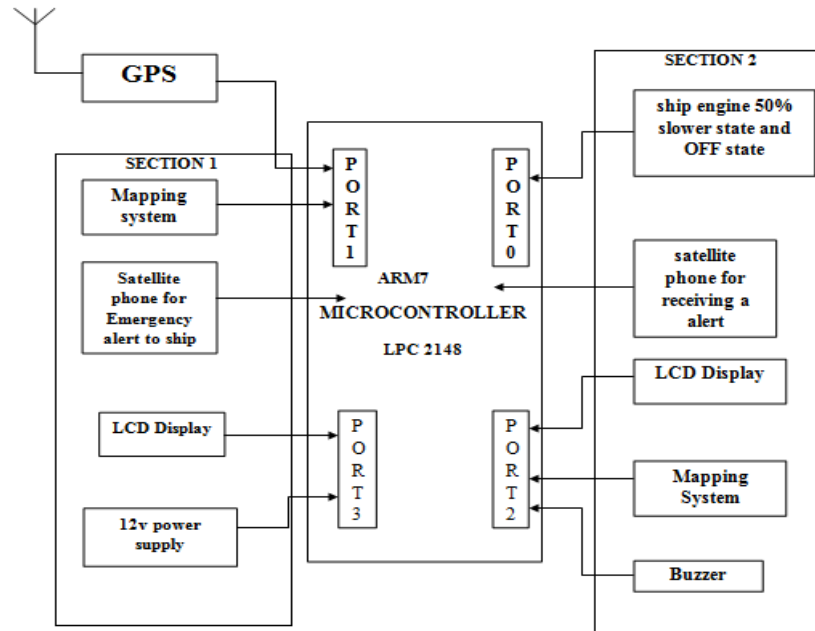 GPS
SECTION 1
Mapping
system
Satellite
phone for
Emergency
alert to ship
LCD Display
12v power
supply
P
O
R
T
1
P
O
R
T
0
ARM7
MICROCONTROLLER
LPC 2148
P
O
R
T
3
P
O
R
T
2
SECTION 2
ship engine 50%
slower state and
OFF state
satellite
phone for
receiving a
alert
LCD Display
Mapping
System
Buzzer